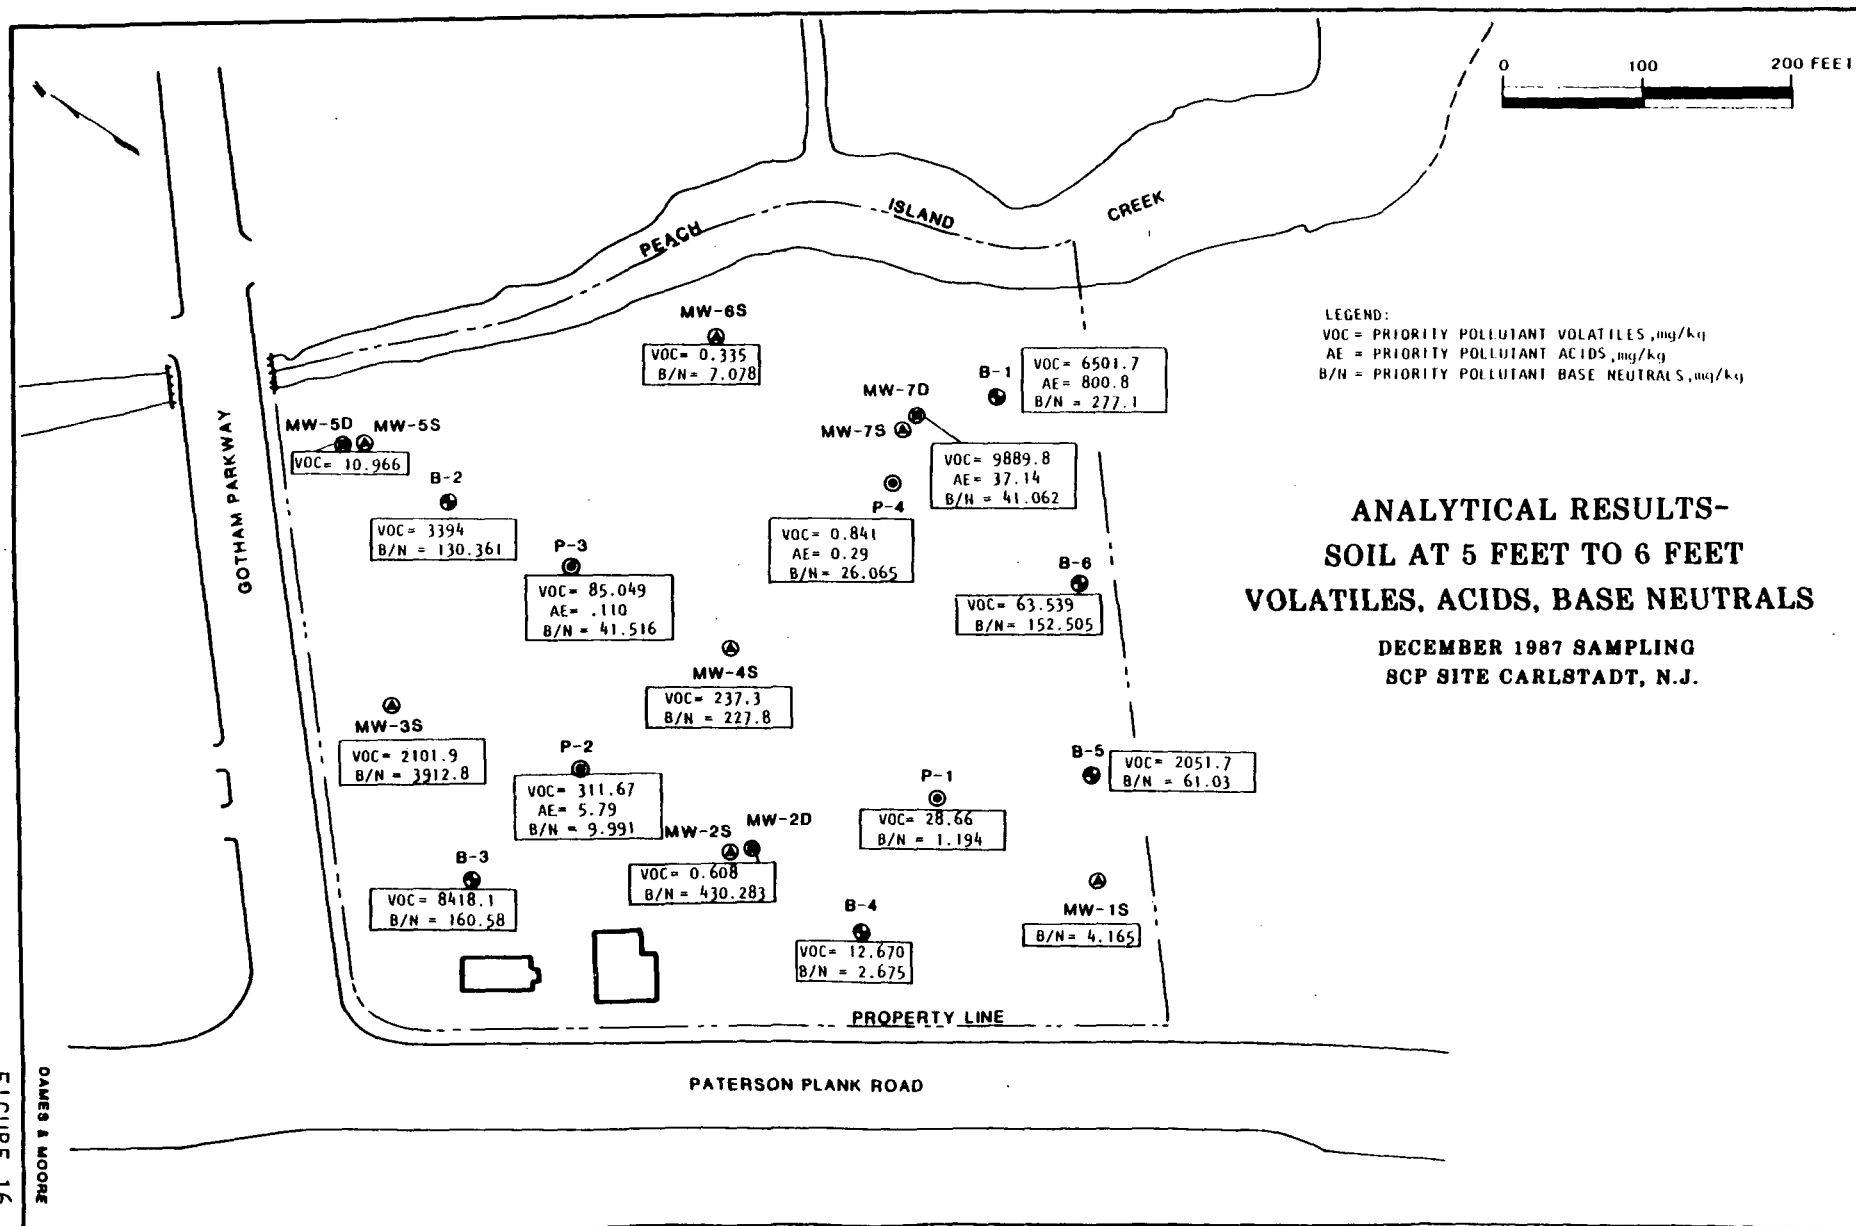 0 100 200 FEET
PEACH ISLAND CREEK
MW-6S
VOC= 0.335
B/N= 7.078
LEGEND:
VOC = PRIORITY POLLUTANT VOLATILES, mg/kg
AE = PRIORITY POLLUTANT ACIDS, mg/kg
B/N = PRIORITY POLLUTANT BASE NEUTRALS, mg/kg
B-1
VOC= 6501.7
AE= 800.8
B/N= 277.1
MW-7D
MW-7S
VOC= 9889.8
AE= 37.14
B/N= 41.062
MW-5D MW-5S
VOC= 10.966
GOTHAM PARKWAY
B-2
VOC= 3394
B/N= 130.361
P-4
VOC= 0.841
AE= 0.29
B/N= 26.065
P-3
VOC= 85.049
AE= .110
B/N = 41.516
B-6
VOC= 63.539
B/N = 152.505
ANALYTICAL RESULTS-
SOIL AT 5 FEET TO 6 FEET
VOLATILES, ACIDS, BASE NEUTRALS
DECEMBER 1987 SAMPLING
SCP SITE CARLSTADT, N.J.
MW-4S
VOC= 237.3
B/N = 227.8
MW-3S
VOC= 2101.9
B/N= 3912.8
P-2
VOC= 311.67
AE= 5.79
B/N = 9.991
B-5
VOC= 2051.7
B/N= 61.03
P-1
VOC= 28.66
B/N= 1.194
MW-2S MW-2D
VOC= 0.608
B/N = 430.283
B-3
VOC= 8418.1
B/N = 160.58
B-4
VOC= 12.670
B/N = 2.675
MW-1S
B/N= 4.165
PROPERTY LINE
PATERSON PLANK ROAD
DAMES & MOORE
FIGURE 16